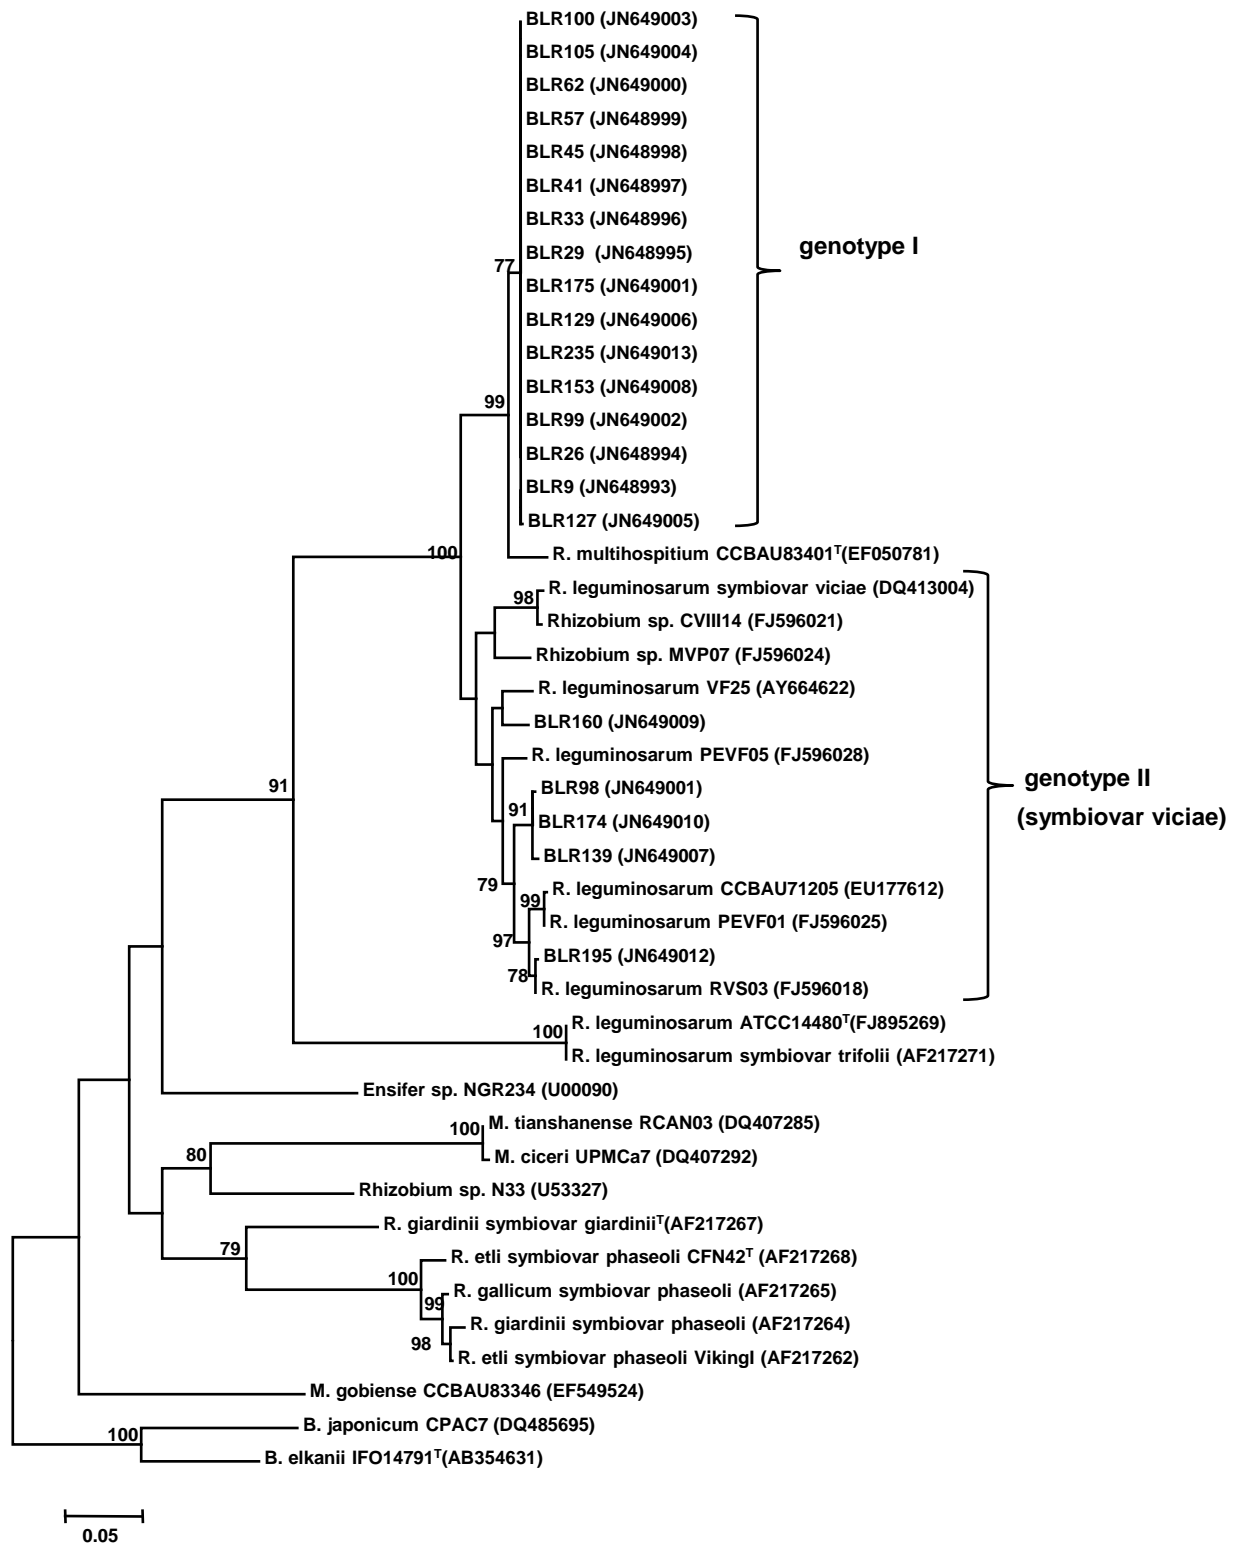 BLR100 (JN649003)
BLR105 (JN649004)
BLR62 (JN649000)
BLR57 (JN648999)
BLR45 (JN648998)
BLR41 (JN648997)
BLR33 (JN648996)
BLR29 (JN648995)
genotype I
77
BLR175 (JN649001)
BLR129 (JN649006)
BLR235 (JN649013)
BLR153 (JN649008)
99
BLR99 (JN649002)
BLR26 (JN648994)
BLR9 (JN648993)
BLR127 (JN649005)
100
R. multihospitium CCBAU83401ᵀ(EF050781)
R. leguminosarum symbiovar viciae (DQ413004)
98
Rhizobium sp. CVIII14 (FJ596021)
Rhizobium sp. MVP07 (FJ596024)
R. leguminosarum VF25 (AY664622)
BLR160 (JN649009)
R. leguminosarum PEVF05 (FJ596028)
genotype II
(symbiovar viciae)
91
BLR98 (JN649001)
91
BLR174 (JN649010)
BLR139 (JN649007)
79
R. leguminosarum CCBAU71205 (EU177612)
99
R. leguminosarum PEVF01 (FJ596025)
97
BLR195 (JN649012)
78
R. leguminosarum RVS03 (FJ596018)
R. leguminosarum ATCC14480ᵀ(FJ895269)
100
R. leguminosarum symbiovar trifolii (AF217271)
Ensifer sp. NGR234 (U00090)
M. tianshanense RCAN03 (DQ407285)
100
M. ciceri UPMCa7 (DQ407292)
80
Rhizobium sp. N33 (U53327)
R. giardinii symbiovar giardiniiᵀ(AF217267)
79
R. etli symbiovar phaseoli CFN42ᵀ (AF217268)
100
R. gallicum symbiovar phaseoli (AF217265)
99
R. giardinii symbiovar phaseoli (AF217264)
98
R. etli symbiovar phaseoli VikingI (AF217262)
M. gobiense CCBAU83346 (EF549524)
B. japonicum CPAC7 (DQ485695)
100
B. elkanii IFO14791ᵀ(AB354631)
0.05